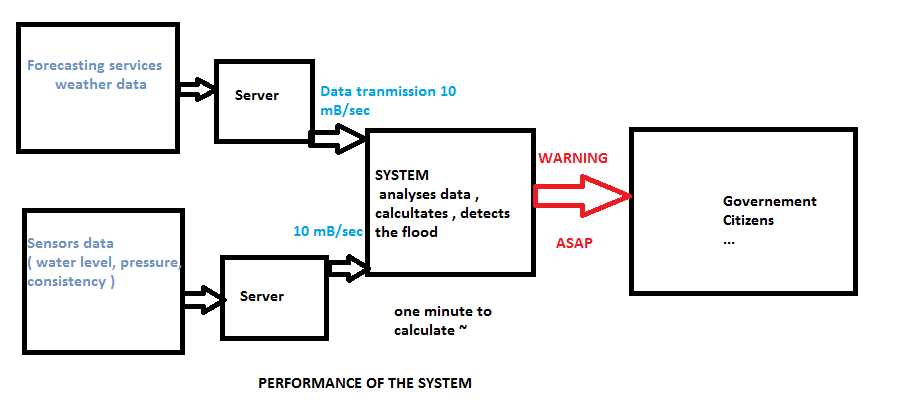 Forecasting services
weather data
Server
Data tranmission 10
mB/sec
SYSTEM
analyses data ,
calcultates , detects
the flood
WARNING
ASAP
Governement
Citizens
...
Sensors data
( water level, pressure,
consistency )
Server
10 mB/sec
one minute to
calculate ~
PERFORMANCE OF THE SYSTEM